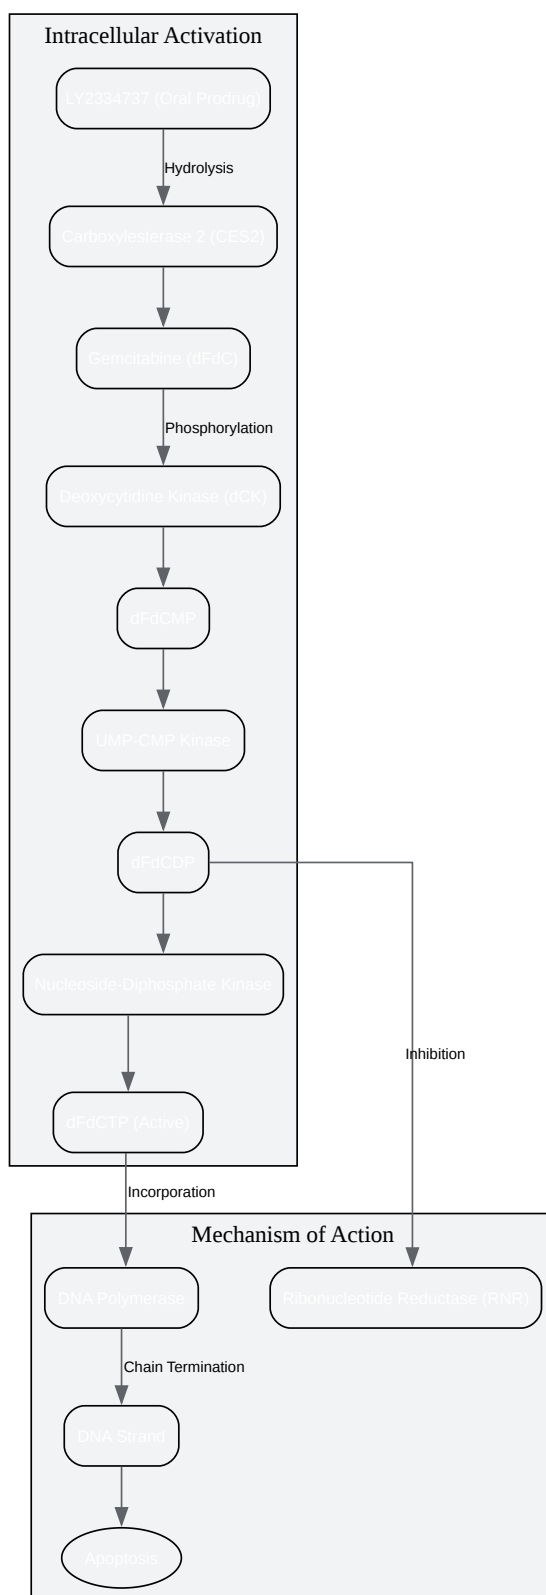 Intracellular Activation
LY2334737 (Oral Prodrug)
Hydrolysis
Carboxylesterase 2 (CES2)
Gemcitabine (dFdC)
Phosphorylation
Deoxycytidine Kinase (dCK)
dFdCMP
UMP-CMP Kinase
dFdCDP
Nucleoside-Diphosphate Kinase
Inhibition
dFdCTP (Active)
Incorporation
Mechanism of Action
DNA Polymerase
Ribonucleotide Reductase (RNR)
Chain Termination
DNA Strand
Apoptosis